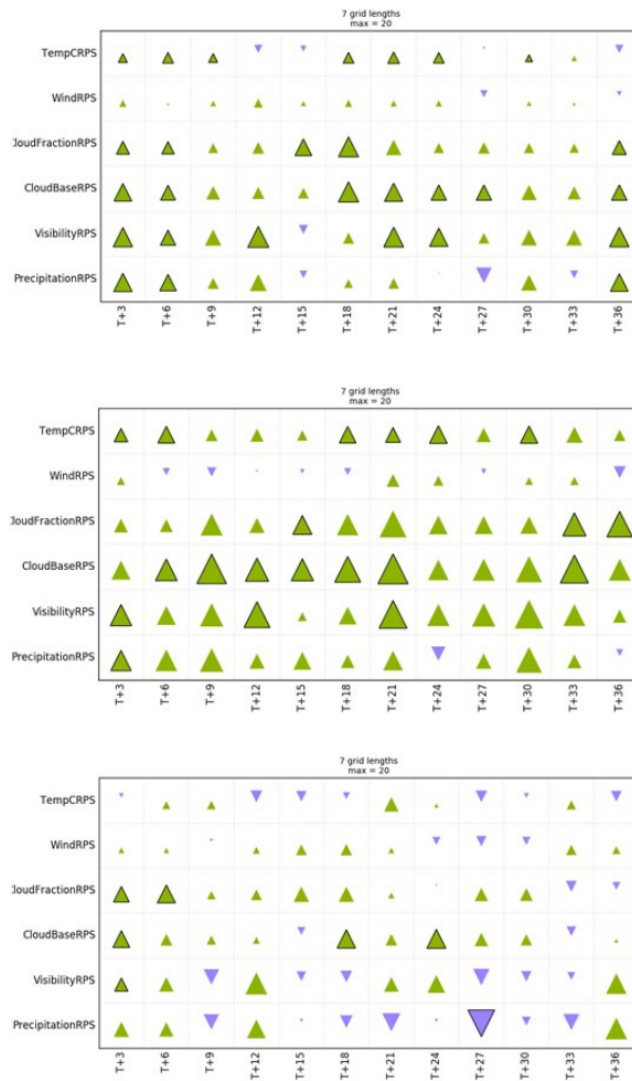 7 grid lengths
max = 20
TempCRPS
WindRPS
CloudFractionRPS
CloudBaseRPS
VisibilityRPS
PrecipitationRPS
T+3 T+6 T+9 T+12 T+15 T+18 T+21 T+24 T+27 T+30 T+33 T+36
7 grid lengths
max = 20
TempCRPS
WindRPS
CloudFractionRPS
CloudBaseRPS
VisibilityRPS
PrecipitationRPS
T+3 T+6 T+9 T+12 T+15 T+18 T+21 T+24 T+27 T+30 T+33 T+36
7 grid lengths
max = 20
TempCRPS
WindRPS
CloudFractionRPS
CloudBaseRPS
VisibilityRPS
PrecipitationRPS
T+3 T+6 T+9 T+12 T+15 T+18 T+21 T+24 T+27 T+30 T+33 T+36